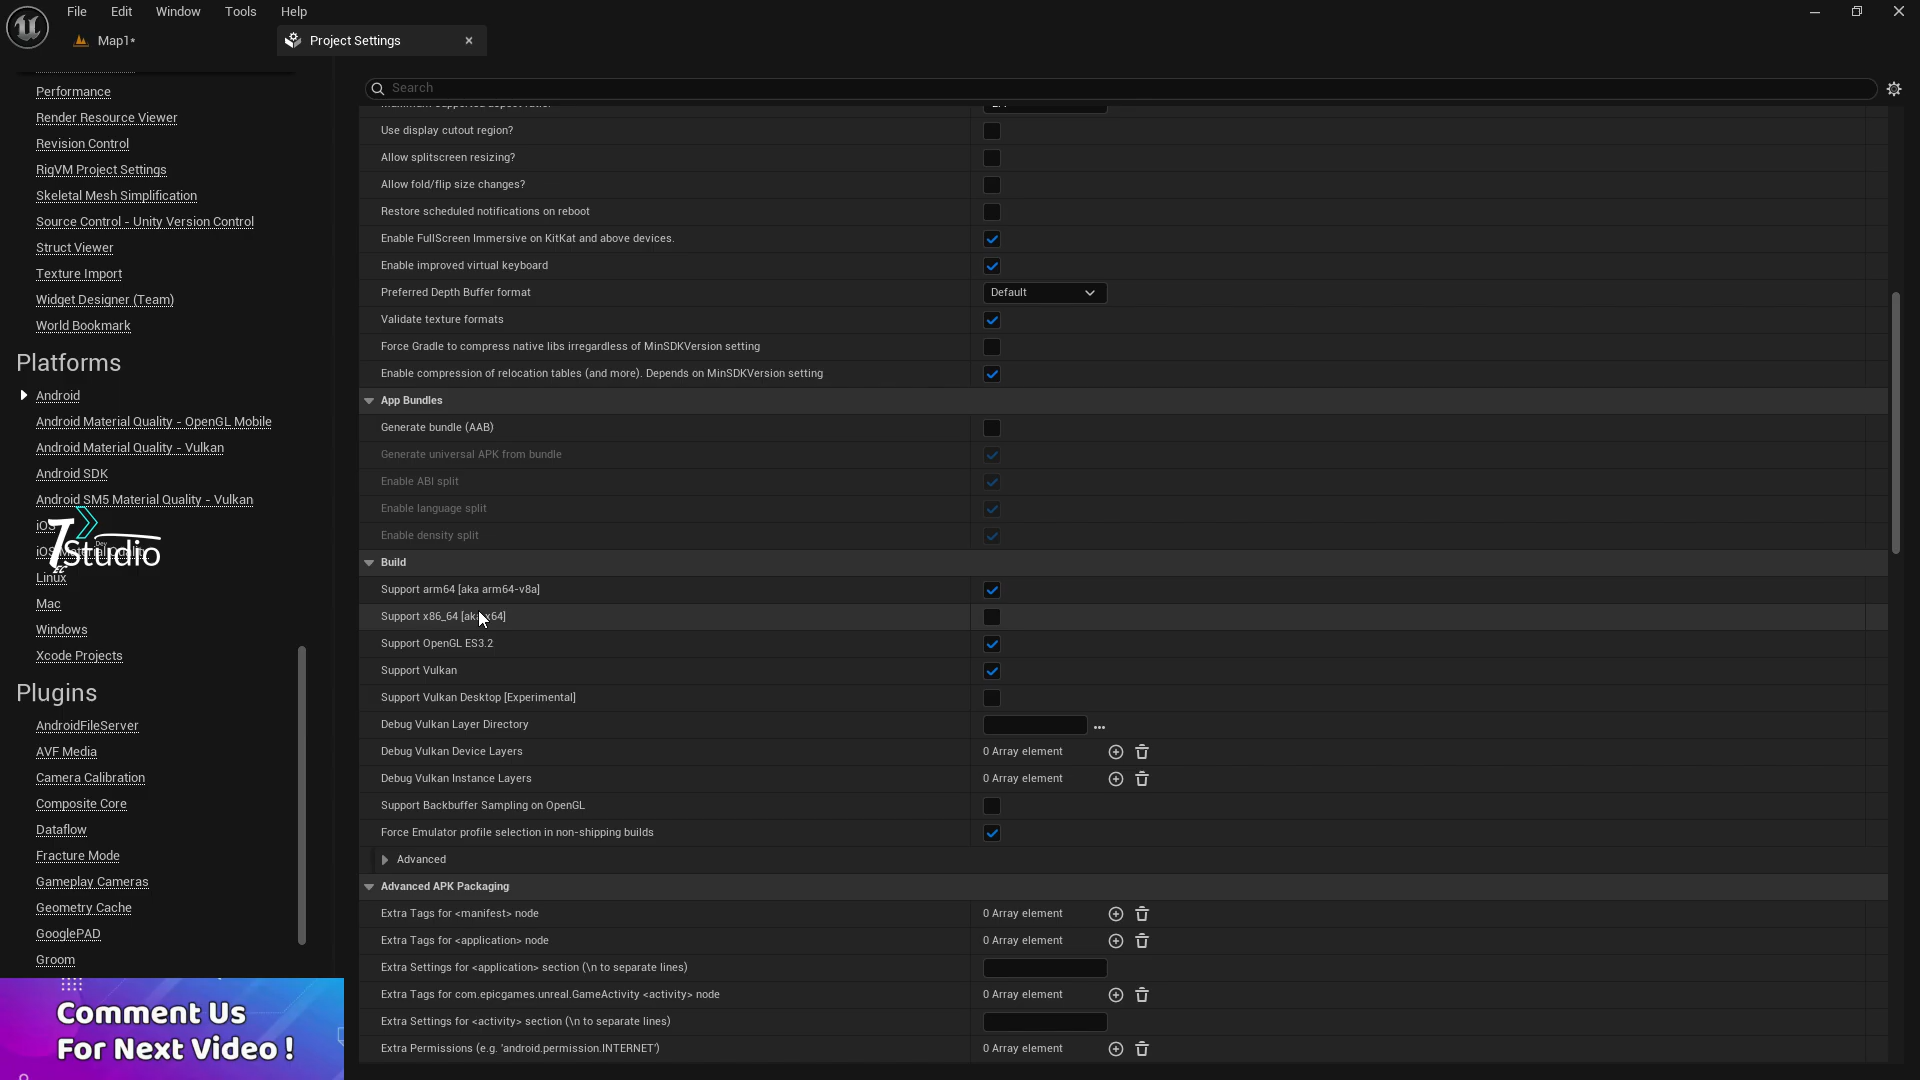 File Edit Window Tools Help
Map1*
Project Settings
Search
Performance
Render Resource Viewer
Revision Control
RigVM Project Settings
Skeletal Mesh Simplification
Source Control - Unity Version Control
Struct Viewer
Texture Import
Widget Designer (Team)
World Bookmark
Platforms
Android
Android Material Quality - OpenGL Mobile
Android Material Quality - Vulkan
Android SDK
Android SM5 Material Quality - Vulkan
iOS
iOS Material Quality
Linux
Mac
Windows
Xcode Projects
Plugins
AndroidFileServer
AVF Media
Camera Calibration
Composite Core
Dataflow
Fracture Mode
Gameplay Cameras
Geometry Cache
GooglePAD
Groom
Dev
Studio
Comment Us
For Next Video !
Use display cutout region?
Allow splitscreen resizing?
Allow fold/flip size changes?
Restore scheduled notifications on reboot
Enable FullScreen Immersive on KitKat and above devices.
Enable improved virtual keyboard
Preferred Depth Buffer format Default
Validate texture formats
Force Gradle to compress native libs irregardless of MinSDKVersion setting
Enable compression of relocation tables (and more). Depends on MinSDKVersion setting
App Bundles
Generate bundle (AAB)
Generate universal APK from bundle
Enable ABI split
Enable language split
Enable density split
Build
Support arm64 [aka arm64-v8a]
Support x86_64 [aka x64]
Support OpenGL ES3.2
Support Vulkan
Support Vulkan Desktop [Experimental]
Debug Vulkan Layer Directory ...
Debug Vulkan Device Layers 0 Array element
Debug Vulkan Instance Layers 0 Array element
Support Backbuffer Sampling on OpenGL
Force Emulator profile selection in non-shipping builds
Advanced
Advanced APK Packaging
Extra Tags for <manifest> node 0 Array element
Extra Tags for <application> node 0 Array element
Extra Settings for <application> section (\n to separate lines)
Extra Tags for com.epicgames.unreal.GameActivity <activity> node 0 Array element
Extra Settings for <activity> section (\n to separate lines)
Extra Permissions (e.g. 'android.permission.INTERNET') 0 Array element